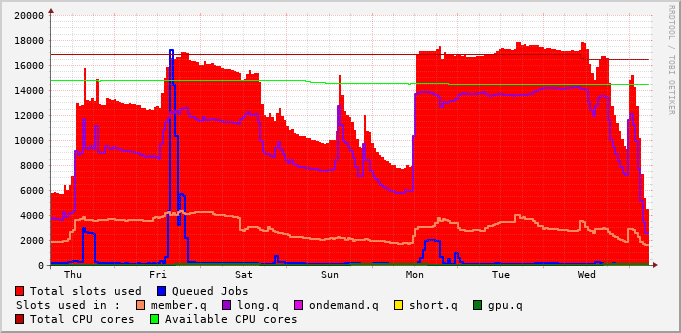 20000
18000
16000
14000
12000
10000
8000
6000
4000
2000
0
Thu Fri Sat Sun Mon Tue Wed
RRDTOOL / TOBI OETIKER
Total slots used Queued Jobs
Slots used in : member.q long.q ondemand.q short.q gpu.q
Total CPU cores Available CPU cores